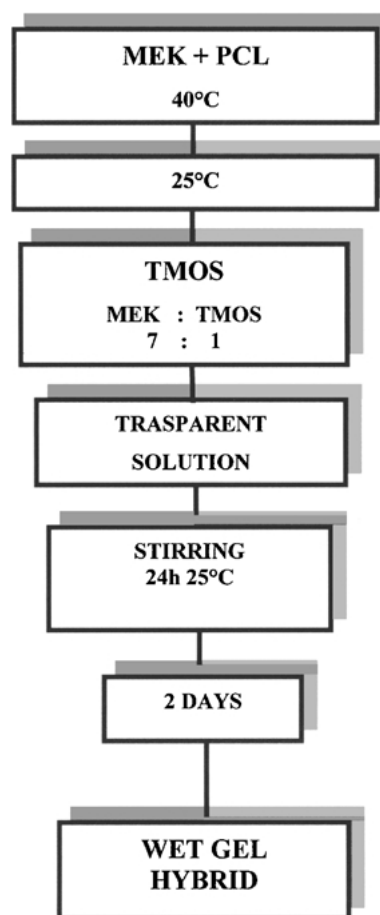 MEK + PCL
40°C
25°C
TMOS
MEK : TMOS
7 : 1
TRASPARENT
SOLUTION
STIRRING
24h 25°C
2 DAYS
WET GEL
HYBRID